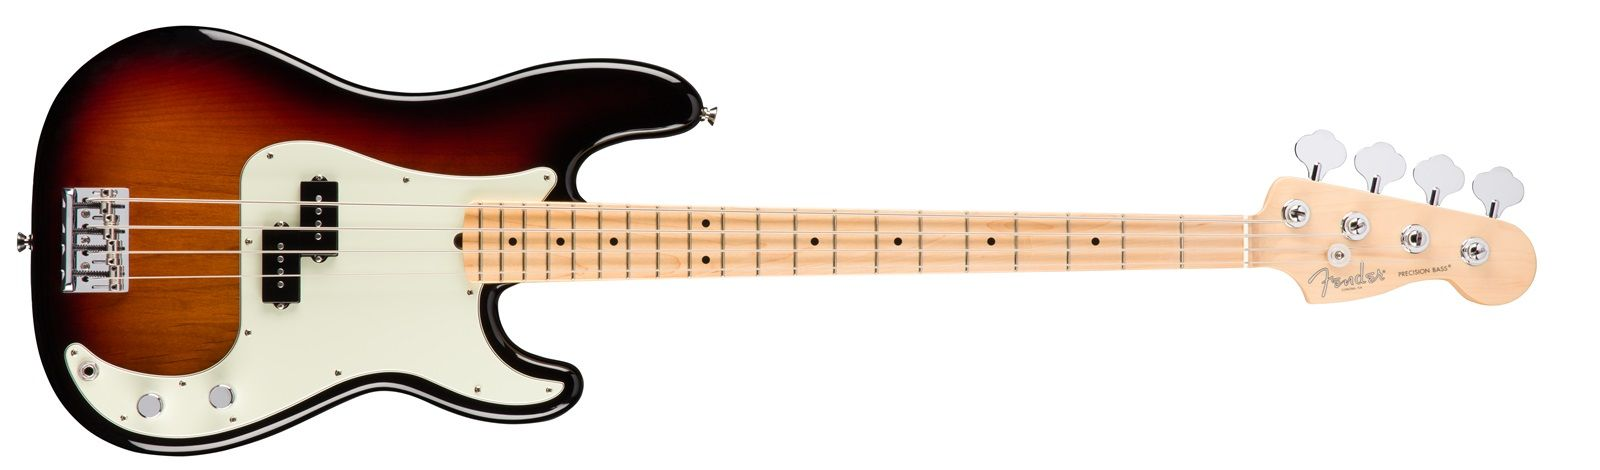 Fender
PRECISION BASS®